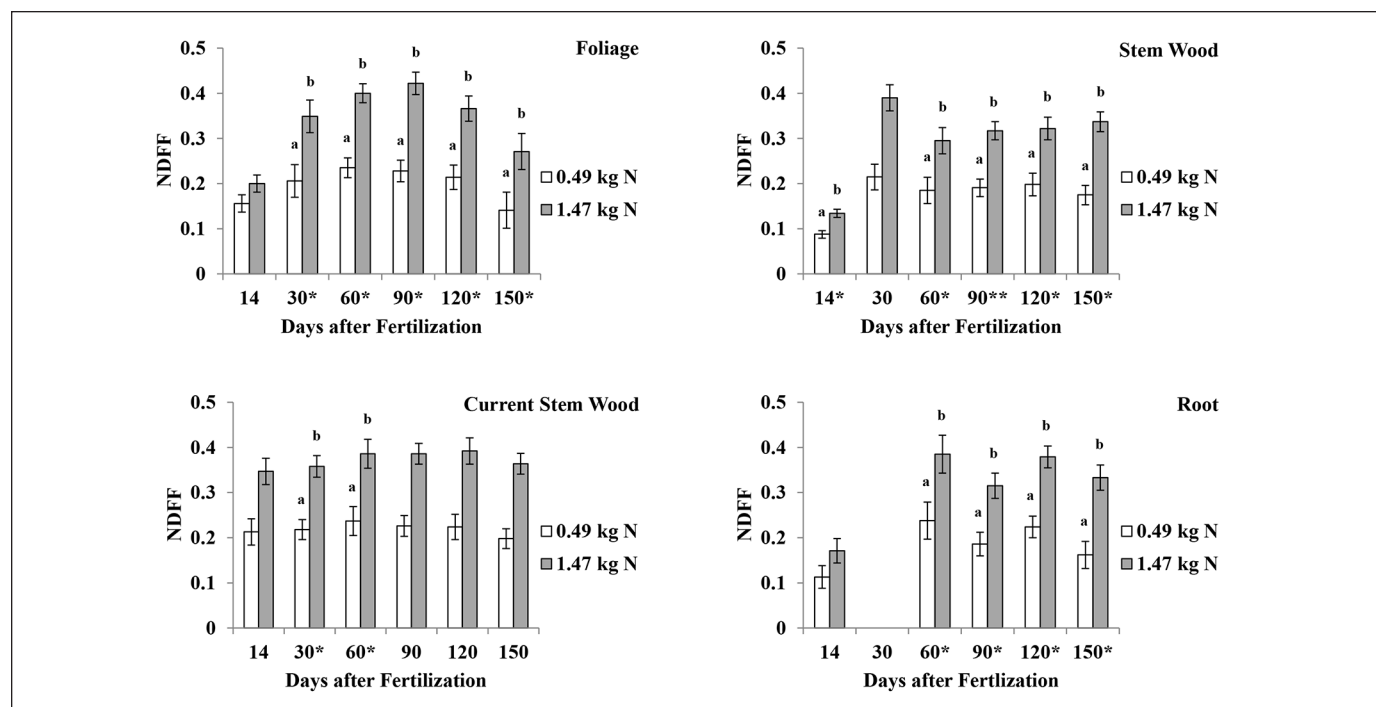 Foliage
0.5
0.4
0.3
0.2
0.1
0
NDFF
b
b
b
b
b
a
a
a
a
a
14 30* 60* 90* 120* 150*
Days after Fertilization
0.49 kg N
1.47 kg N
Stem Wood
0.5
0.4
0.3
0.2
0.1
0
NDFF
a b
a b
a b
a b
a b
14* 30 60* 90** 120* 150*
Days after Fertilization
0.49 kg N
1.47 kg N
Current Stem Wood
0.5
0.4
0.3
0.2
0.1
0
NDFF
a b
a b
14 30* 60* 90 120 150
Days after Fertilization
0.49 kg N
1.47 kg N
Root
0.5
0.4
0.3
0.2
0.1
0
NDFF
a b
a b
a b
a b
14 30 60* 90* 120* 150*
Days after Fertlization
0.49 kg N
1.47 kg N